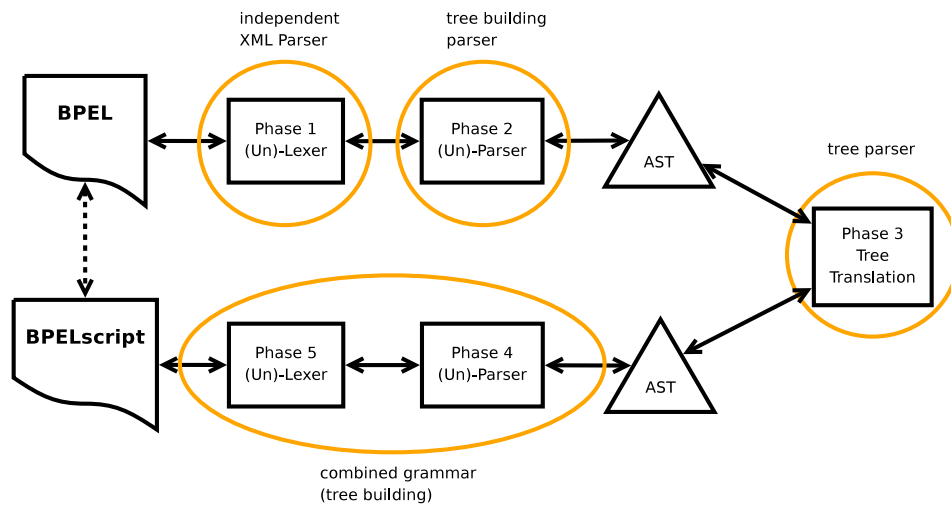 independent
XML Parser
tree building
parser
BPEL
Phase 1
(Un)-Lexer
Phase 2
(Un)-Parser
AST
tree parser
Phase 3
Tree
Translation
BPELscript
Phase 5
(Un)-Lexer
Phase 4
(Un)-Parser
AST
combined grammar
(tree building)